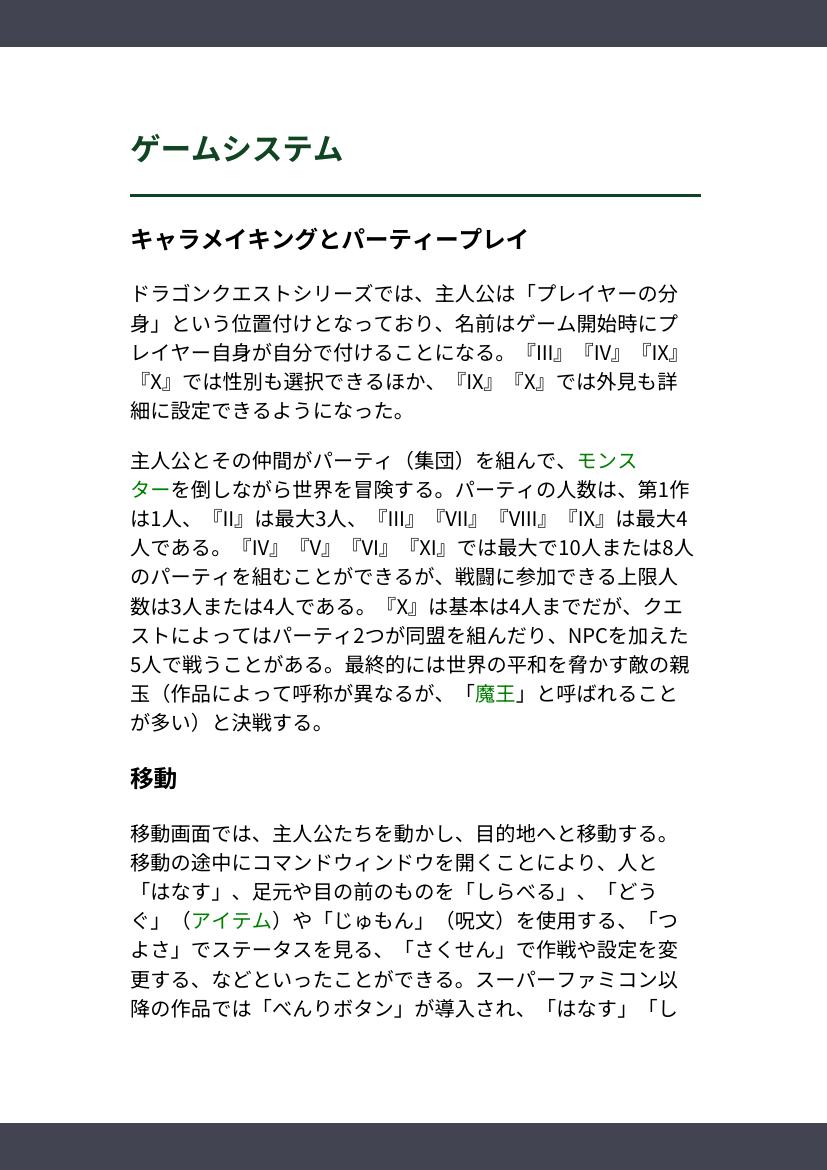 ゲームシステム
キャラメイキングとパーティープレイ
ドラゴンクエストシリーズでは、主人公は「プレイヤーの分
身」という位置付けとなっており、名前はゲーム開始時にプ
レイヤー自身が自分で付けることになる。『III』『IV』『IX』
『X』では性別も選択できるほか、『IX』『X』では外見も詳
細に設定できるようになった。
主人公とその仲間がパーティ（集団）を組んで、モンス
ターを倒しながら世界を冒険する。パーティの人数は、第1作
は1人、『II』は最大3人、『III』『VII』『VIII』『IX』は最大4
人である。『IV』『V』『VI』『XI』では最大で10人または8人
のパーティを組むことができるが、戦闘に参加できる上限人
数は3人または4人である。『X』は基本は4人までだが、クエ
ストによってはパーティ2つが同盟を組んだり、NPCを加えた
5人で戦うことがある。最終的には世界の平和を脅かす敵の親
玉（作品によって呼称が異なるが、「魔王」と呼ばれること
が多い）と決戦する。
移動
移動画面では、主人公たちを動かし、目的地へと移動する。
移動の途中にコマンドウィンドウを開くことにより、人と
「はなす」、足元や目の前のものを「しらべる」、「どう
ぐ」（アイテム）や「じゅもん」（呪文）を使用する、「つ
よさ」でステータスを見る、「さくせん」で作戦や設定を変
更する、などといったことができる。スーパーファミコン以
降の作品では「べんりボタン」が導入され、「はなす」「し